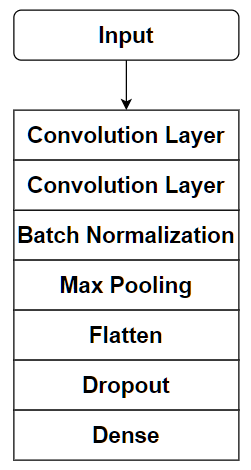 Input
Convolution Layer
Convolution Layer
Batch Normalization
Max Pooling
Flatten
Dropout
Dense